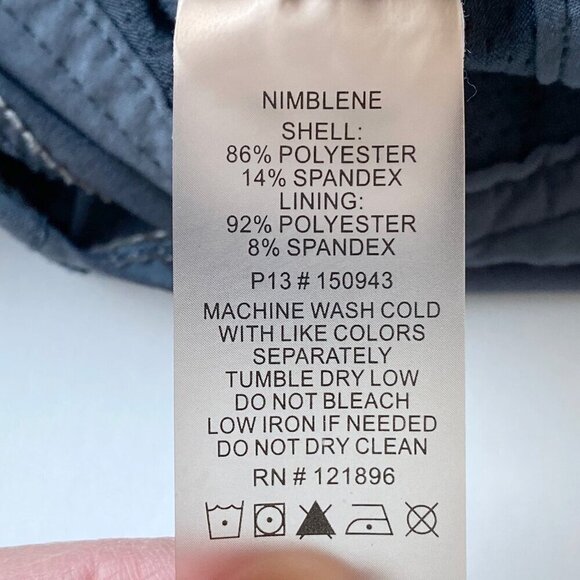 NIMBLENE
SHELL:
86% POLYESTER
14% SPANDEX
LINING:
92% POLYESTER
8% SPANDEX
P13 # 150943
MACHINE WASH COLD
WITH LIKE COLORS
SEPARATELY
TUMBLE DRY LOW
DO NOT BLEACH
LOW IRON IF NEEDED
DO NOT DRY CLEAN
RN # 121896